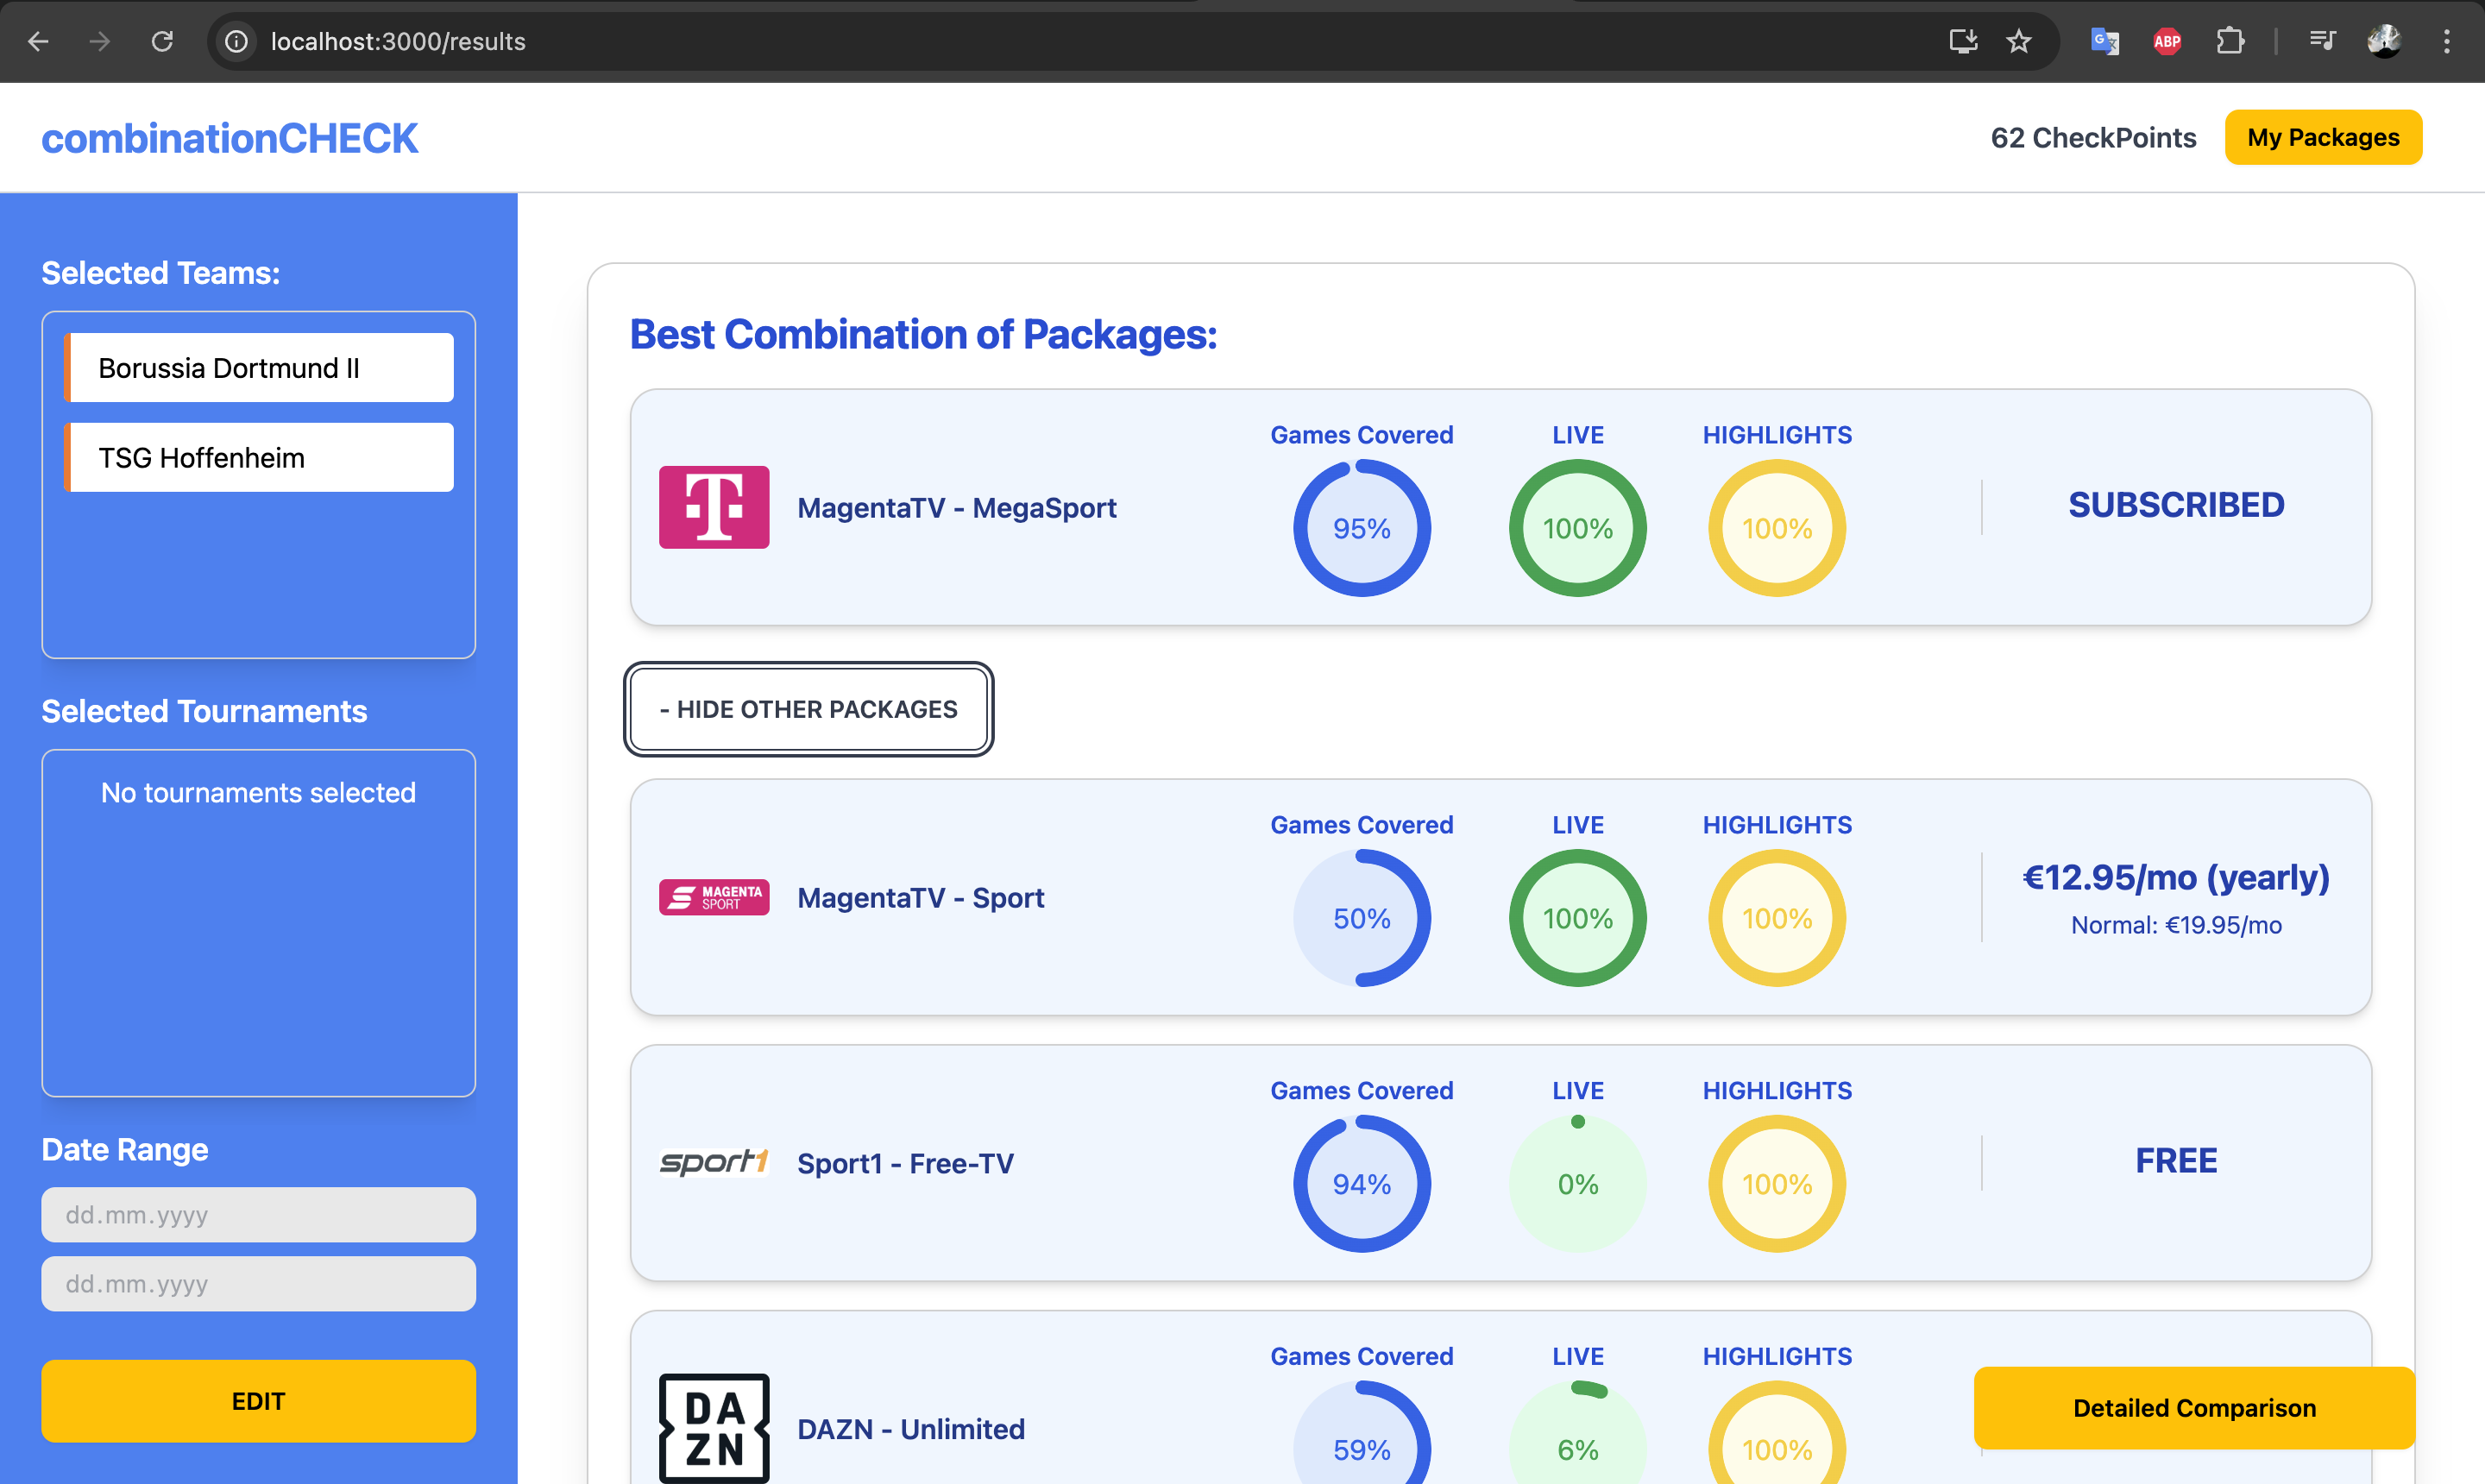 localhost:3000/results
ABP
combinationCHECK
62 CheckPoints
My Packages
Selected Teams:
Borussia Dortmund II
TSG Hoffenheim
Selected Tournaments
No tournaments selected
Date Range
dd.mm.yyyy
dd.mm.yyyy
EDIT
Best Combination of Packages:
T
MagentaTV - MegaSport
Games Covered
95%
LIVE
100%
HIGHLIGHTS
100%
SUBSCRIBED
- HIDE OTHER PACKAGES
MAGENTA
SPORT
MagentaTV - Sport
Games Covered
50%
LIVE
100%
HIGHLIGHTS
100%
€12.95/mo (yearly)
Normal: €19.95/mo
sport1
Sport1 - Free-TV
Games Covered
94%
LIVE
0%
HIGHLIGHTS
100%
FREE
DA
ZN
DAZN - Unlimited
Games Covered
59%
LIVE
6%
HIGHLIGHTS
100%
Detailed Comparison